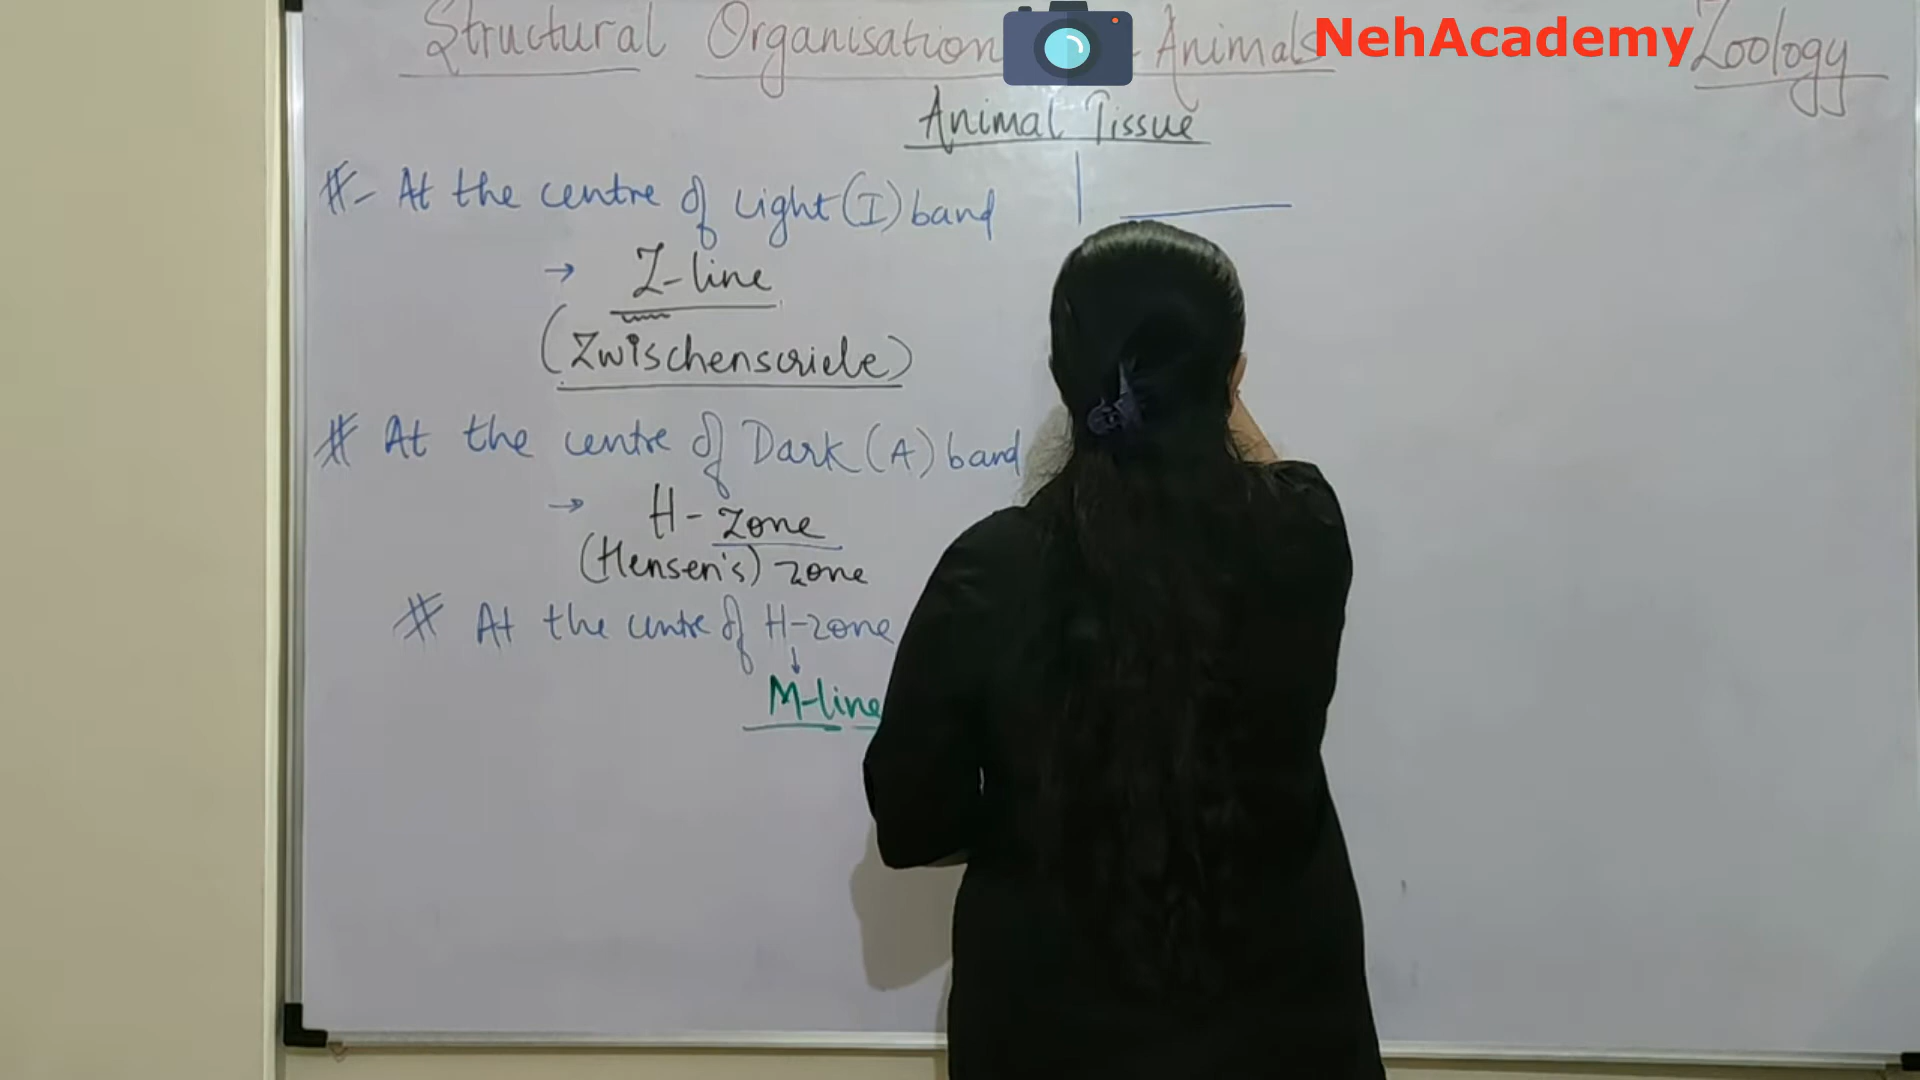 Structural Organisation Animals
NehAcademy
Zoology
Animal Tissue
#- At the centre of Light (I) band
→ Z-line
(Zwischenscriele)
# At the centre of Dark (A) band
→ H-zone
(Hensen's) zone
# At the centre of H-zone
↓
M-line